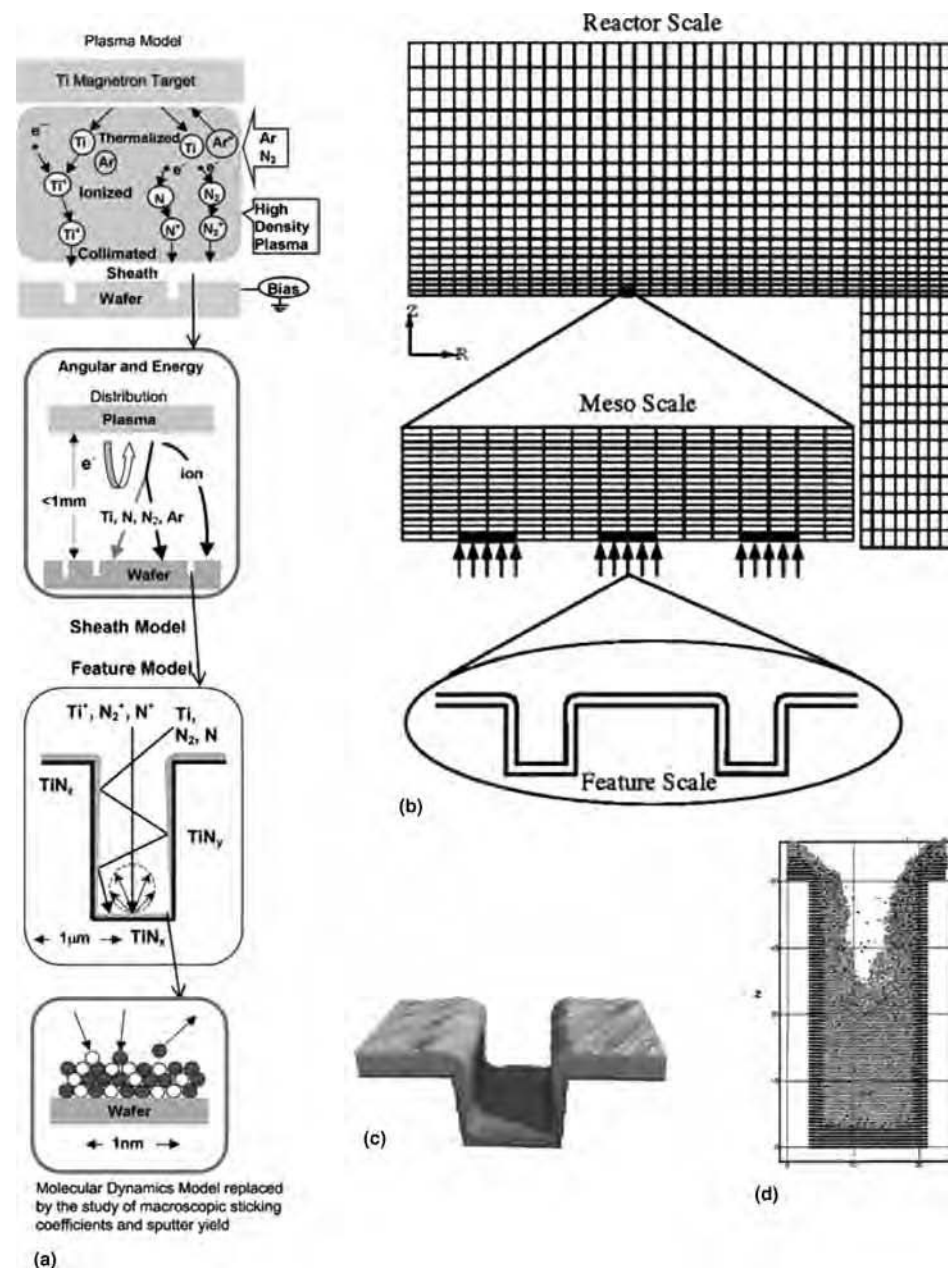 Plasma Model
Ti Magnetron Target
e⁻
Ti
Thermalized
Ti
Ar⁺
Ar
Ar
N₂
e
e
Ti⁺
Ionized
N
N₂
Ti⁺
N⁺
N₂⁺
High
Density
Plasma
Collimated
Sheath
Wafer
Bias
Angular and Energy
Distribution
Plasma
e⁻
ion
<1mm
Ti, N, N₂, Ar
Wafer
Sheath Model
Feature Model
Ti⁺, N₂⁺, N⁺
Ti,
N₂, N
TiNᵧ
1μm
TiNₓ
Wafer
1nm
Molecular Dynamics Model replaced
by the study of macroscopic sticking
coefficients and sputter yield
(a)
Reactor Scale
Z
R
Meso Scale
Feature Scale
(b)
(c)
(d)